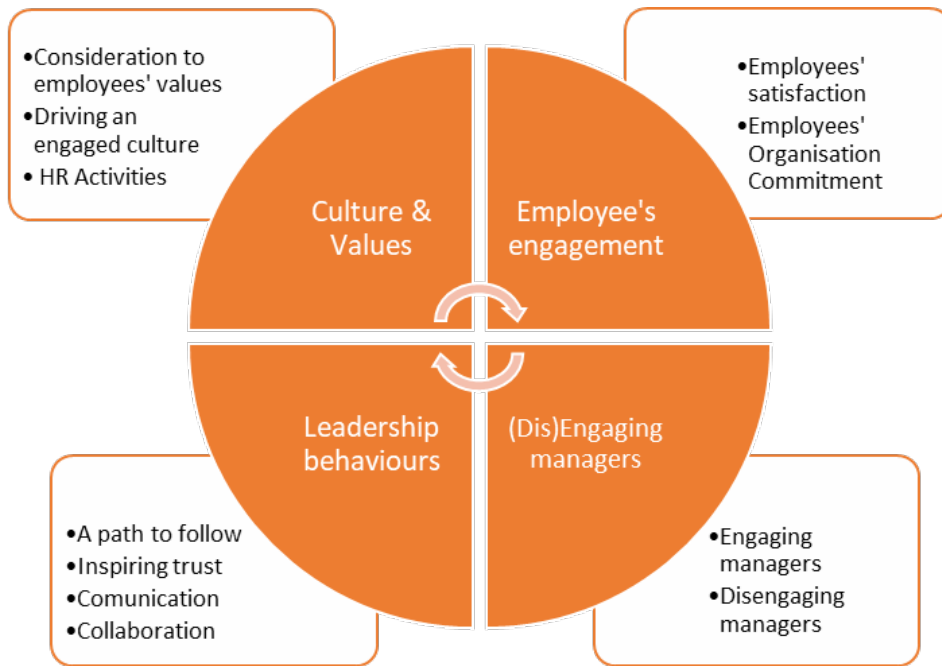 •Consideration to
employees' values
•Driving an
engaged culture
• HR Activities
•Employees'
satisfaction
•Employees'
Organisation
Commitment
Culture &
Values
Employee's
engagement
Leadership
behaviours
(Dis)Engaging
managers
•A path to follow
•Inspiring trust
•Comunication
•Collaboration
•Engaging
managers
•Disengaging
managers